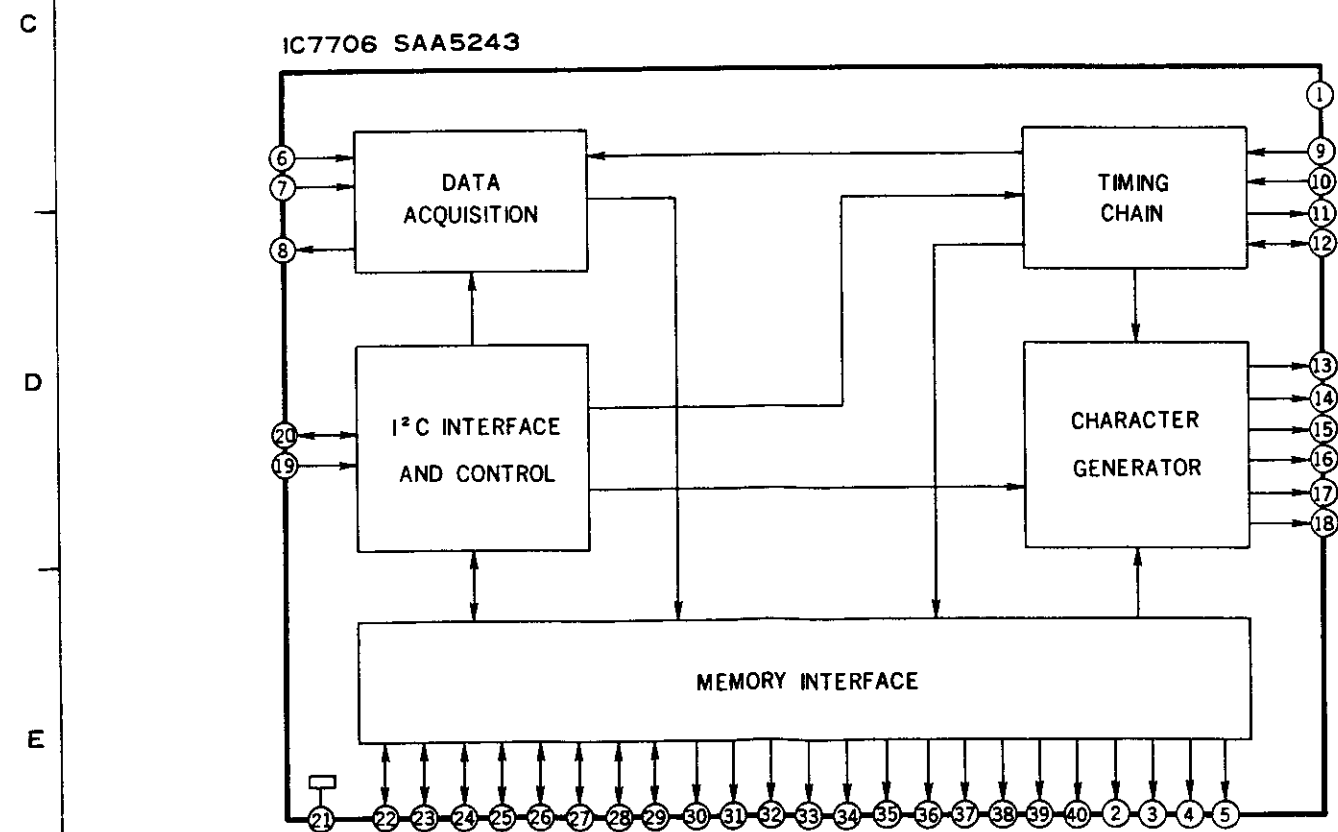 C
IC7706 SAA5243
1
6
7
8
DATA
ACQUISITION
TIMING
CHAIN
9
10
11
12
D
20
19
I²C INTERFACE
AND CONTROL
CHARACTER
GENERATOR
13
14
15
16
17
18
MEMORY INTERFACE
E
21 22 23 24 25 26 27 28 29 30 31 32 33 34 35 36 37 38 39 40 2 3 4 5